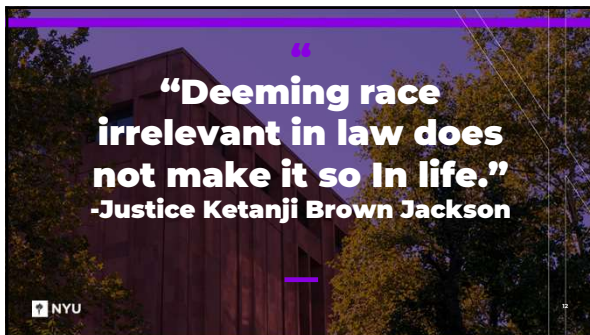 “
“Deeming race
irrelevant in law does
not make it so In life.”
-Justice Ketanji Brown Jackson
NYU
12